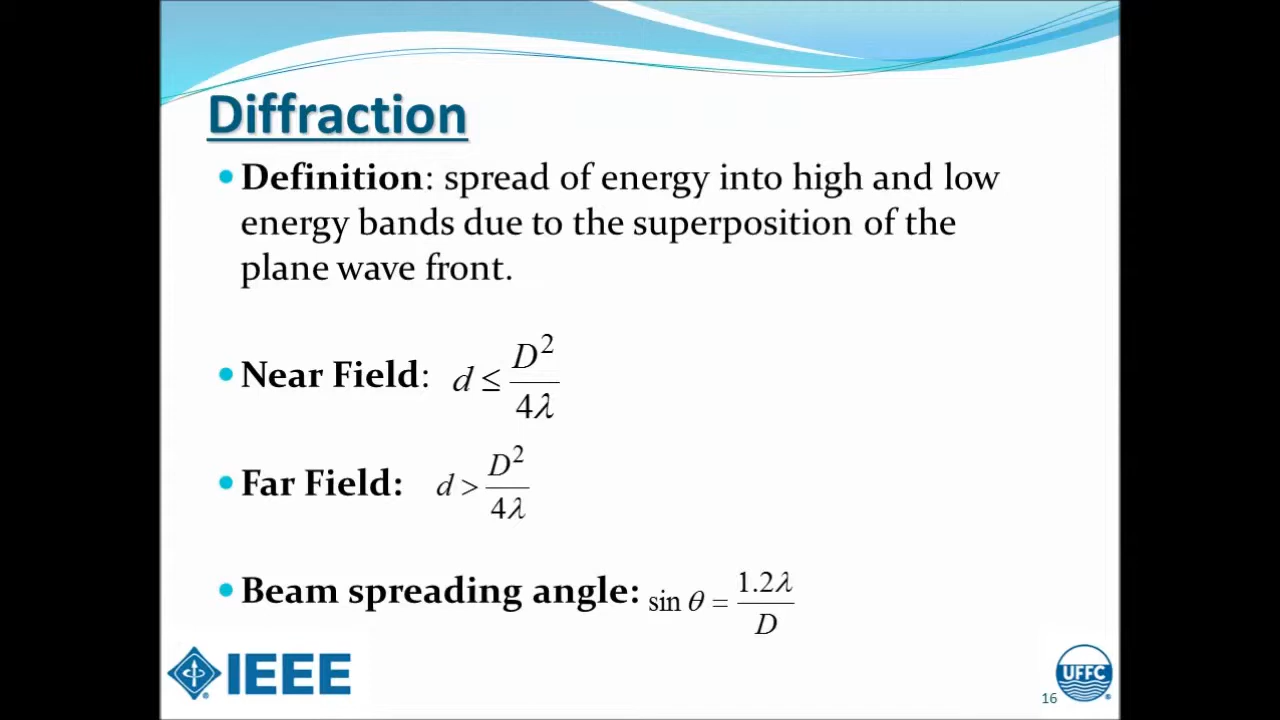 Diffraction
• Definition: spread of energy into high and low
energy bands due to the superposition of the
plane wave front.
• Near Field: d ≤ D²/4λ
• Far Field: d > D²/4λ
• Beam spreading angle: sin θ = 1.2λ/D
IEEE
UFFC
16